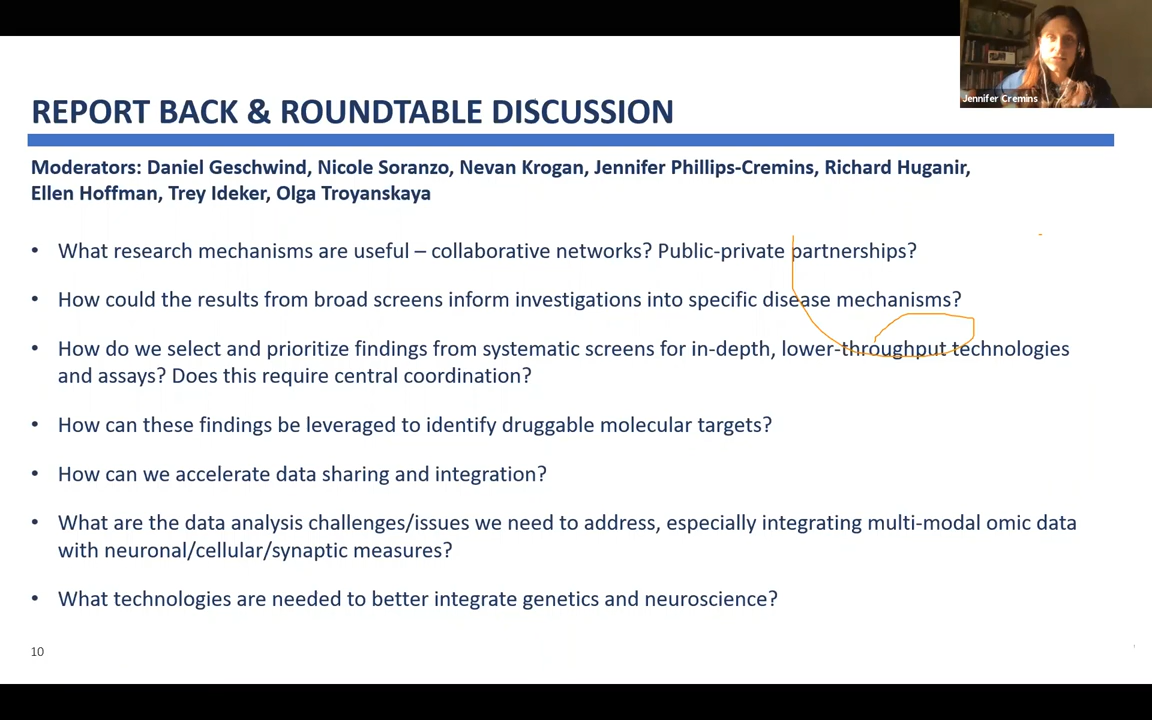 Jennifer Cremins
REPORT BACK & ROUNDTABLE DISCUSSION
Moderators: Daniel Geschwind, Nicole Soranzo, Nevan Krogan, Jennifer Phillips-Cremins, Richard Huganir,
Ellen Hoffman, Trey Ideker, Olga Troyanskaya
• What research mechanisms are useful – collaborative networks? Public-private partnerships?
• How could the results from broad screens inform investigations into specific disease mechanisms?
• How do we select and prioritize findings from systematic screens for in-depth, lower-throughput technologies
and assays? Does this require central coordination?
• How can these findings be leveraged to identify druggable molecular targets?
• How can we accelerate data sharing and integration?
• What are the data analysis challenges/issues we need to address, especially integrating multi-modal omic data
with neuronal/cellular/synaptic measures?
• What technologies are needed to better integrate genetics and neuroscience?
10